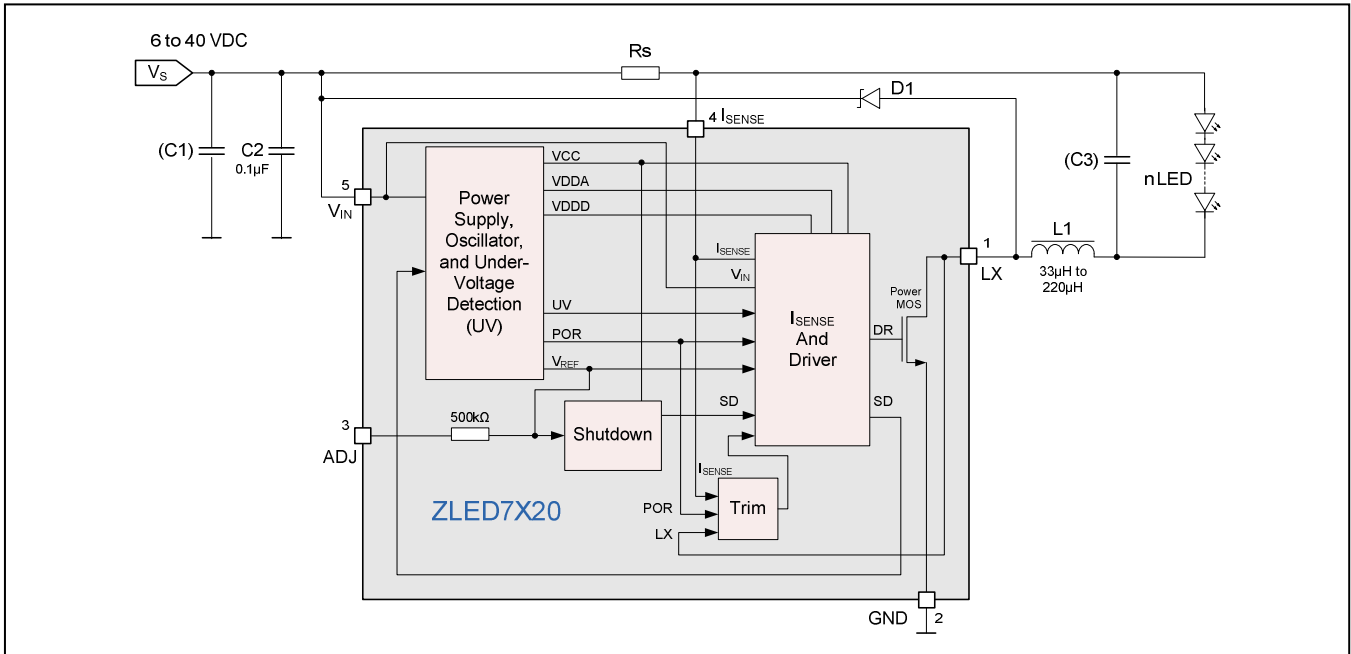 6 to 40 VDC
Vs
Rs
D1
4 ISENSE
(C1)
C2
0.1µF
5
VIN
Power
Supply,
Oscillator,
and Under-
Voltage
Detection
(UV)
VCC
VDDA
VDDD
ISENSE
VIN
UV
POR
VREF
ISENSE
And
Driver
DR
SD
SD
Power
MOS
1
LX
L1
33µH to
220µH
(C3)
nLED
3
ADJ
500kΩ
Shutdown
ISENSE
POR
LX
Trim
ZLED7X20
GND
2